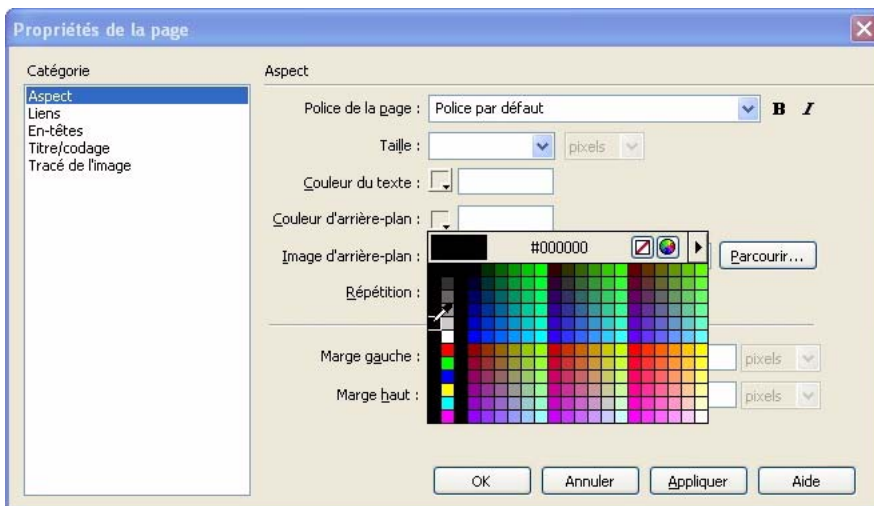 Propriétés de la page
Catégorie
Aspect
Liens
En-têtes
Titre/codage
Tracé de l'image
Aspect
Police de la page : Police par défaut B I
Taille : pixels
Couleur du texte :
Couleur d'arrière-plan :
#000000
Image d'arrière-plan : Parcourir...
Répétition :
Marge gauche : pixels
Marge haut : pixels
OK Annuler Appliquer Aide